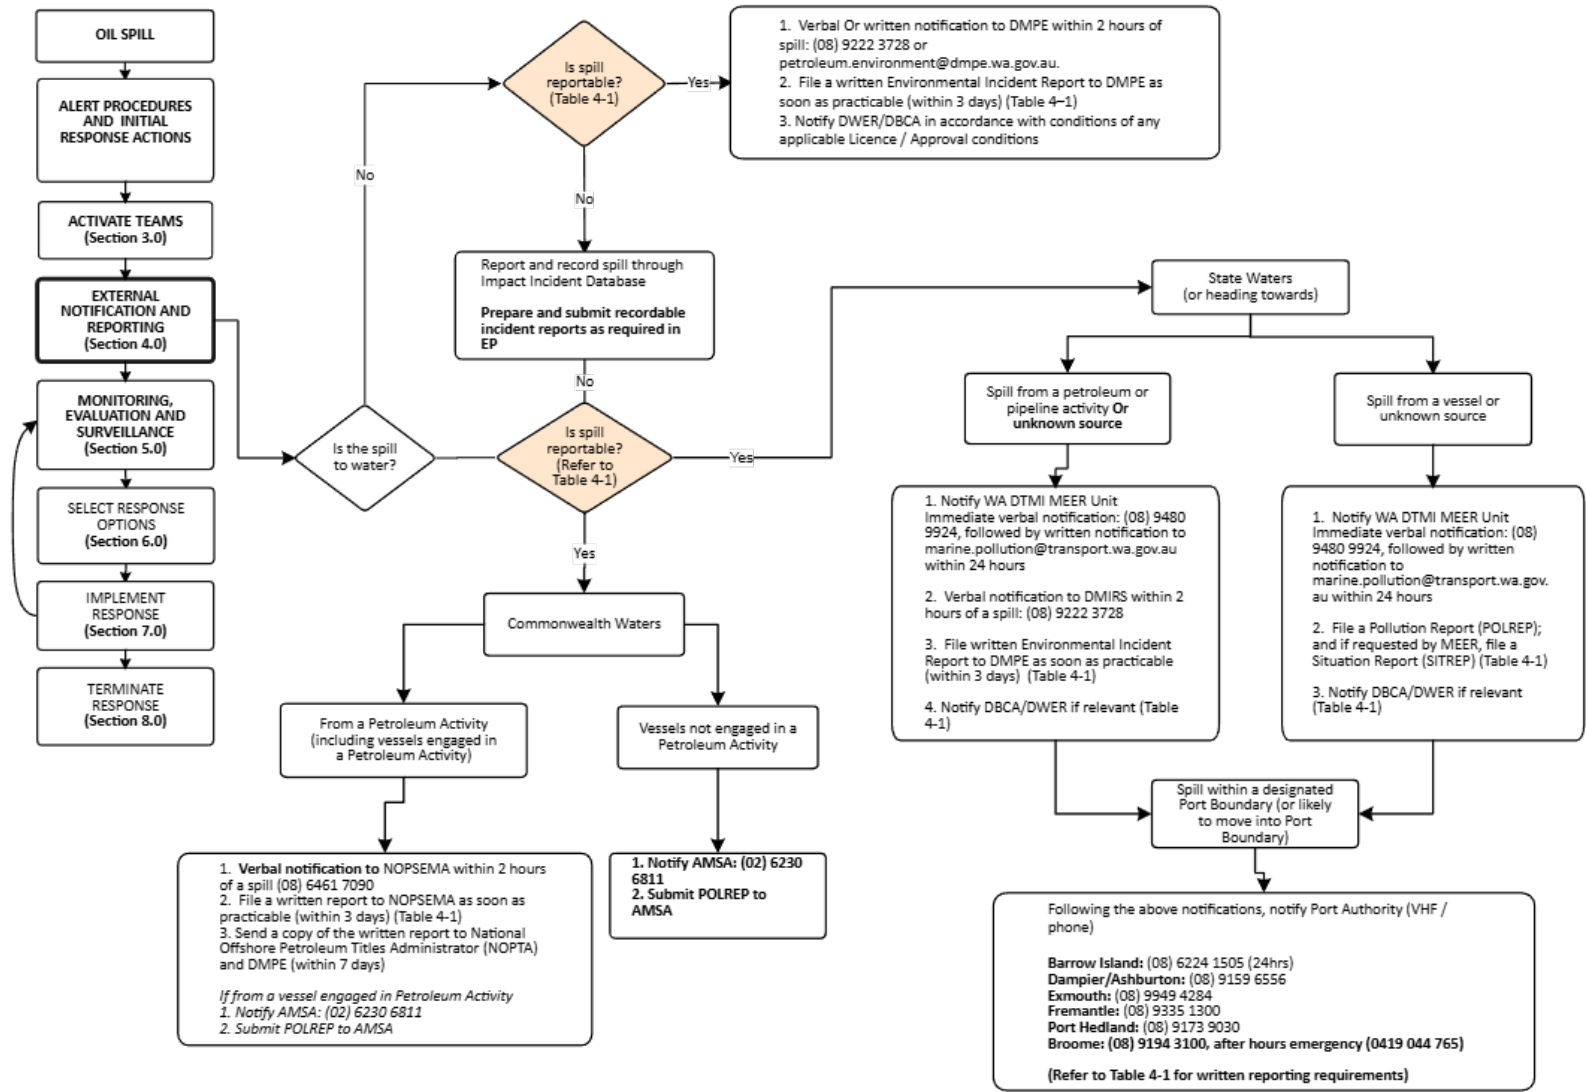 OIL SPILL
ALERT PROCEDURES
AND INITIAL
RESPONSE ACTIONS
ACTIVATE TEAMS
(Section 3.0)
EXTERNAL
NOTIFICATION AND
REPORTING
(Section 4.0)
MONITORING,
EVALUATION AND
SURVEILLANCE
(Section 5.0)
SELECT RESPONSE
OPTIONS
(Section 6.0)
IMPLEMENT
RESPONSE
(Section 7.0)
TERMINATE
RESPONSE
(Section 8.0)
Is the spill
to water?
No
Is spill
reportable?
(Table 4-1)
Yes
1. Verbal Or written notification to DMPE within 2 hours of
spill: (08) 9222 3728 or
petroleum.environment@dmpe.wa.gov.au.
2. File a written Environmental Incident Report to DMPE as
soon as practicable (within 3 days) (Table 4–1)
3. Notify DWER/DBCA in accordance with conditions of any
applicable Licence / Approval conditions
No
Report and record spill through
Impact Incident Database
Prepare and submit recordable
incident reports as required in
EP
No
Is spill
reportable?
(Refer to
Table 4-1)
Yes
Yes
Commonwealth Waters
From a Petroleum Activity
(including vessels engaged in
a Petroleum Activity)
Vessels not engaged in a
Petroleum Activity
1. Verbal notification to NOPSEMA within 2 hours
of a spill (08) 6461 7090
2. File a written report to NOPSEMA as soon as
practicable (within 3 days) (Table 4-1)
3. Send a copy of the written report to National
Offshore Petroleum Titles Administrator (NOPTA)
and DMPE (within 7 days)
If from a vessel engaged in Petroleum Activity
1. Notify AMSA: (02) 6230 6811
2. Submit POLREP to AMSA
1. Notify AMSA: (02) 6230
6811
2. Submit POLREP to
AMSA
State Waters
(or heading towards)
Spill from a petroleum or
pipeline activity Or
unknown source
Spill from a vessel or
unknown source
1. Notify WA DTMI MEER Unit
Immediate verbal notification: (08) 9480
9924, followed by written notification to
marine.pollution@transport.wa.gov.au
within 24 hours
2. Verbal notification to DMIRS within 2
hours of a spill: (08) 9222 3728
3. File written Environmental Incident
Report to DMPE as soon as practicable
(within 3 days) (Table 4-1)
4. Notify DBCA/DWER if relevant (Table
4-1)
1. Notify WA DTMI MEER Unit
Immediate verbal notification: (08)
9480 9924, followed by written
notification to
marine.pollution@transport.wa.gov.
au within 24 hours
2. File a Pollution Report (POLREP);
and if requested by MEER, file a
Situation Report (SITREP) (Table 4-1)
3. Notify DBCA/DWER if relevant
(Table 4-1)
Spill within a designated
Port Boundary (or likely
to move into Port
Boundary)
Following the above notifications, notify Port Authority (VHF /
phone)
Barrow Island: (08) 6224 1505 (24hrs)
Dampier/Ashburton: (08) 9159 6556
Exmouth: (08) 9949 4284
Fremantle: (08) 9335 1300
Port Hedland: (08) 9173 9030
Broome: (08) 9194 3100, after hours emergency (0419 044 765)
(Refer to Table 4-1 for written reporting requirements)